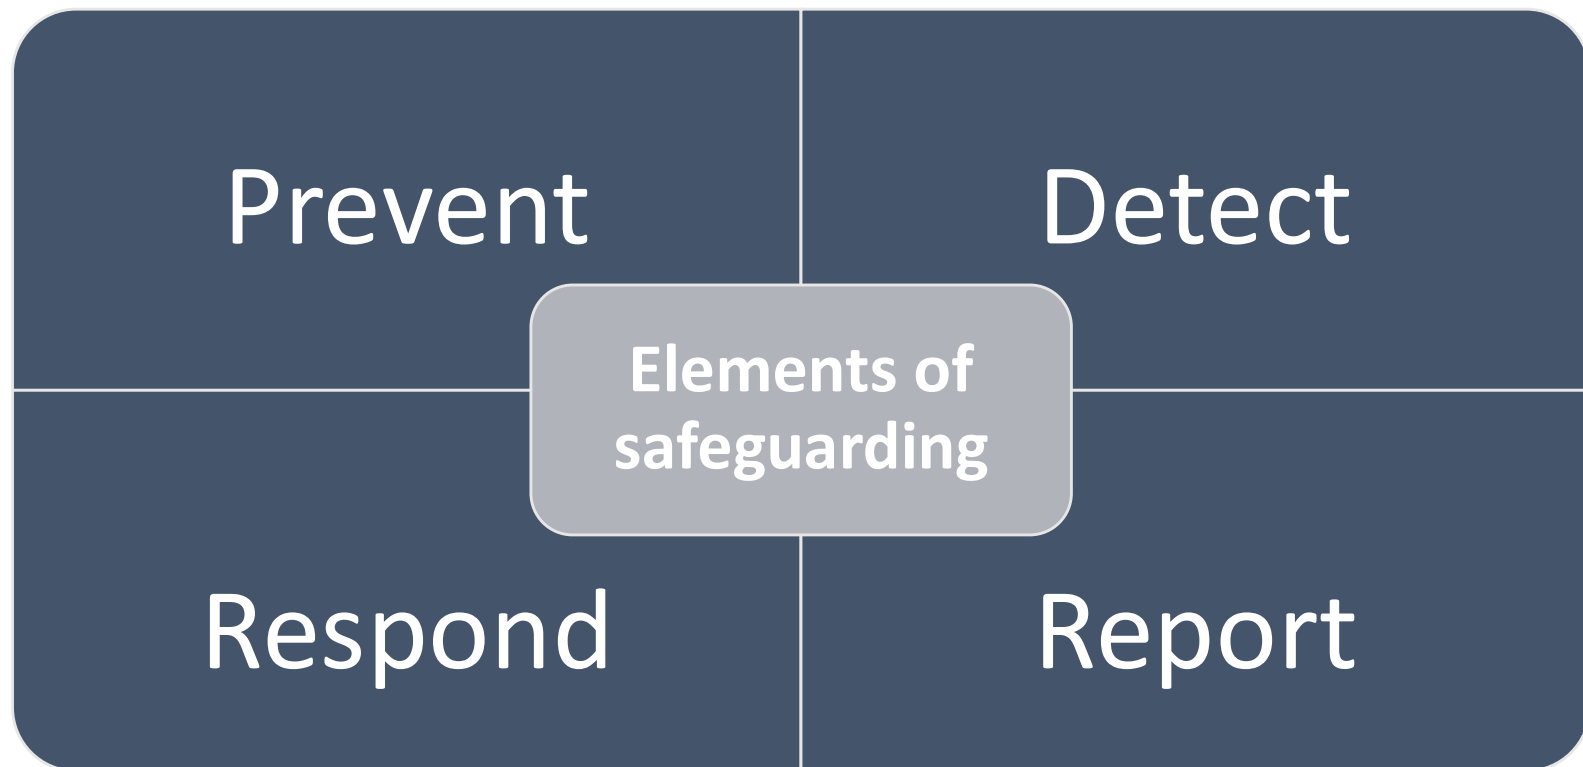 Prevent
Detect
Elements of
safeguarding
Respond
Report